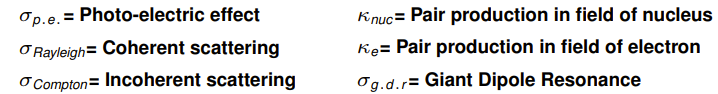 σp.e.= Photo-electric effect
σRayleigh= Coherent scattering
σCompton= Incoherent scattering
κnuc= Pair production in field of nucleus
κe= Pair production in field of electron
σg.d.r= Giant Dipole Resonance